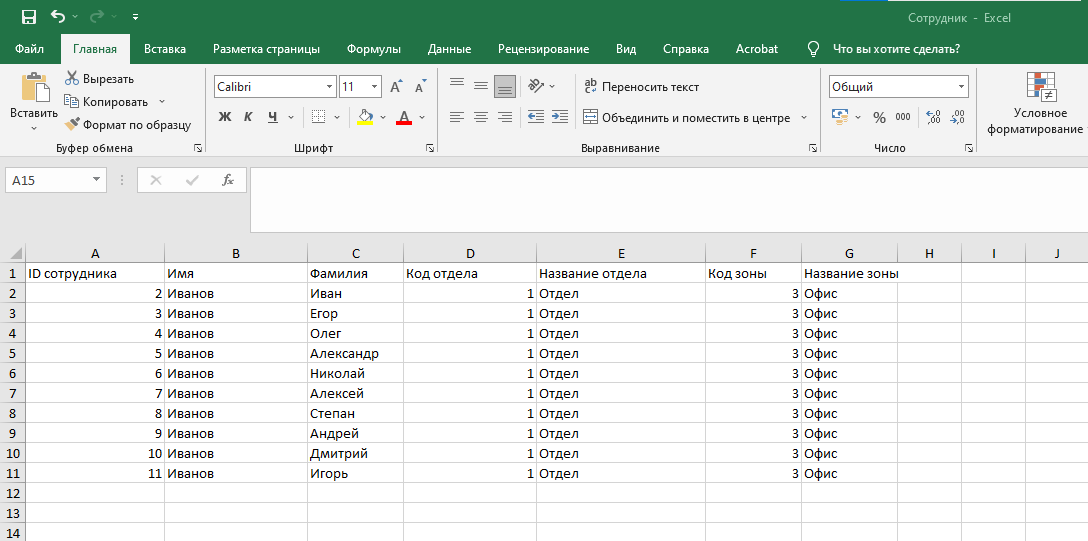 Сотрудник - Excel
Файл Главная Вставка Разметка страницы Формулы Данные Рецензирование Вид Справка Acrobat Что вы хотите сделать?
Вставить
Вырезать
Копировать
Формат по образцу
Буфер обмена
Calibri 11 A A
Ж К Ч А
Шрифт
ab
Переносить текст
Объединить и поместить в центре
Выравнивание
Общий
% 000 ,00 ,00
Число
Условное
форматирование
A15 fx
A B C D E F G H I J
1 ID сотрудника Имя Фамилия Код отдела Название отдела Код зоны Название зоны
2 2 Иванов Иван 1 Отдел 3 Офис
3 3 Иванов Егор 1 Отдел 3 Офис
4 4 Иванов Олег 1 Отдел 3 Офис
5 5 Иванов Александр 1 Отдел 3 Офис
6 6 Иванов Николай 1 Отдел 3 Офис
7 7 Иванов Алексей 1 Отдел 3 Офис
8 8 Иванов Степан 1 Отдел 3 Офис
9 9 Иванов Андрей 1 Отдел 3 Офис
10 10 Иванов Дмитрий 1 Отдел 3 Офис
11 11 Иванов Игорь 1 Отдел 3 Офис
12
13
14